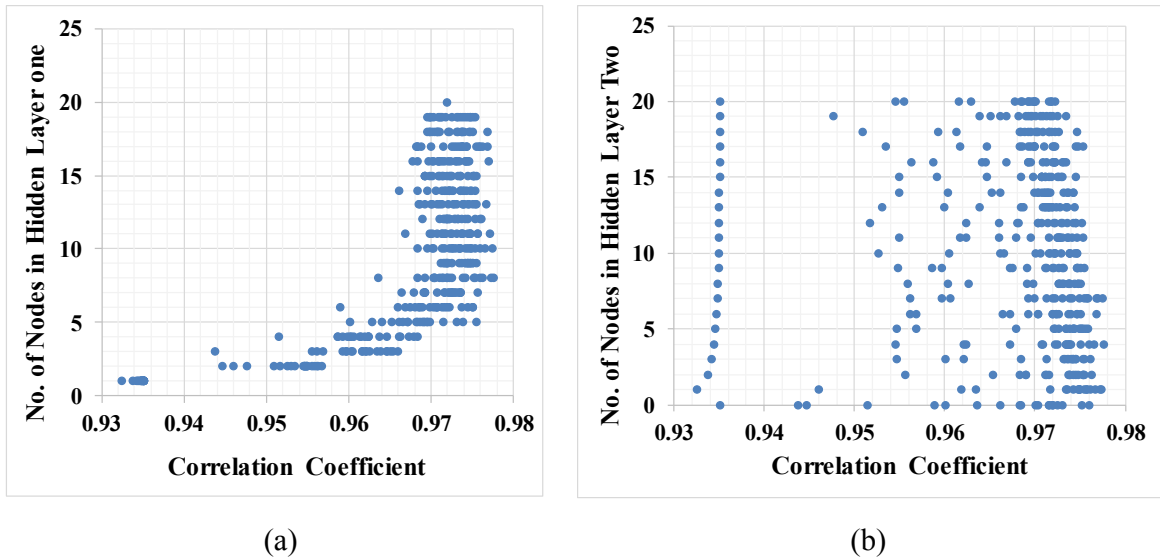 25
20
15
10
5
0
0.93 0.94 0.95 0.96 0.97 0.98
No. of Nodes in Hidden Layer one
Correlation Coefficient
(a)
25
20
15
10
5
0
0.93 0.94 0.95 0.96 0.97 0.98
No. of Nodes in Hidden Layer Two
Correlation Coefficient
(b)